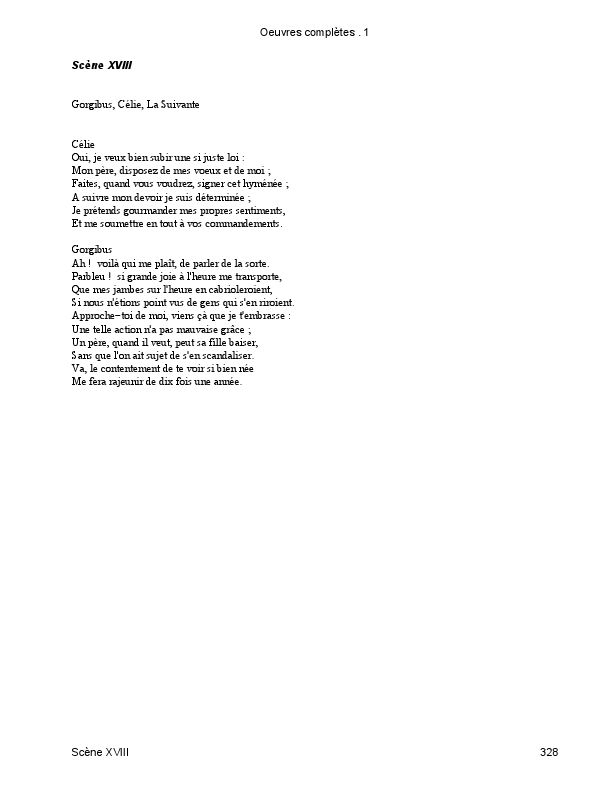 Oeuvres complètes . 1
Scène XVIII
Gorgibus, Célie, La Suivante
Célie
Oui, je veux bien subir une si juste loi :
Mon père, disposez de mes voeux et de moi ;
Faites, quand vous voudrez, signer cet hyménée ;
A suivre mon devoir je suis déterminée ;
Je prétends gourmander mes propres sentiments,
Et me soumettre en tout à vos commandements.
Gorgibus
Ah ! voilà qui me plaît, de parler de la sorte.
Parbleu ! si grande joie à l'heure me transporte,
Que mes jambes sur l'heure en cabrioleroient,
Si nous n'étions point vus de gens qui s'en riroient.
Approche-toi de moi, viens çà que je t'embrasse :
Une telle action n'a pas mauvaise grâce ;
Un père, quand il veut, peut sa fille baiser,
Sans que l'on ait sujet de s'en scandaliser.
Va, le contentement de te voir si bien née
Me fera rajeunir de dix fois une année.
Scène XVIII 328